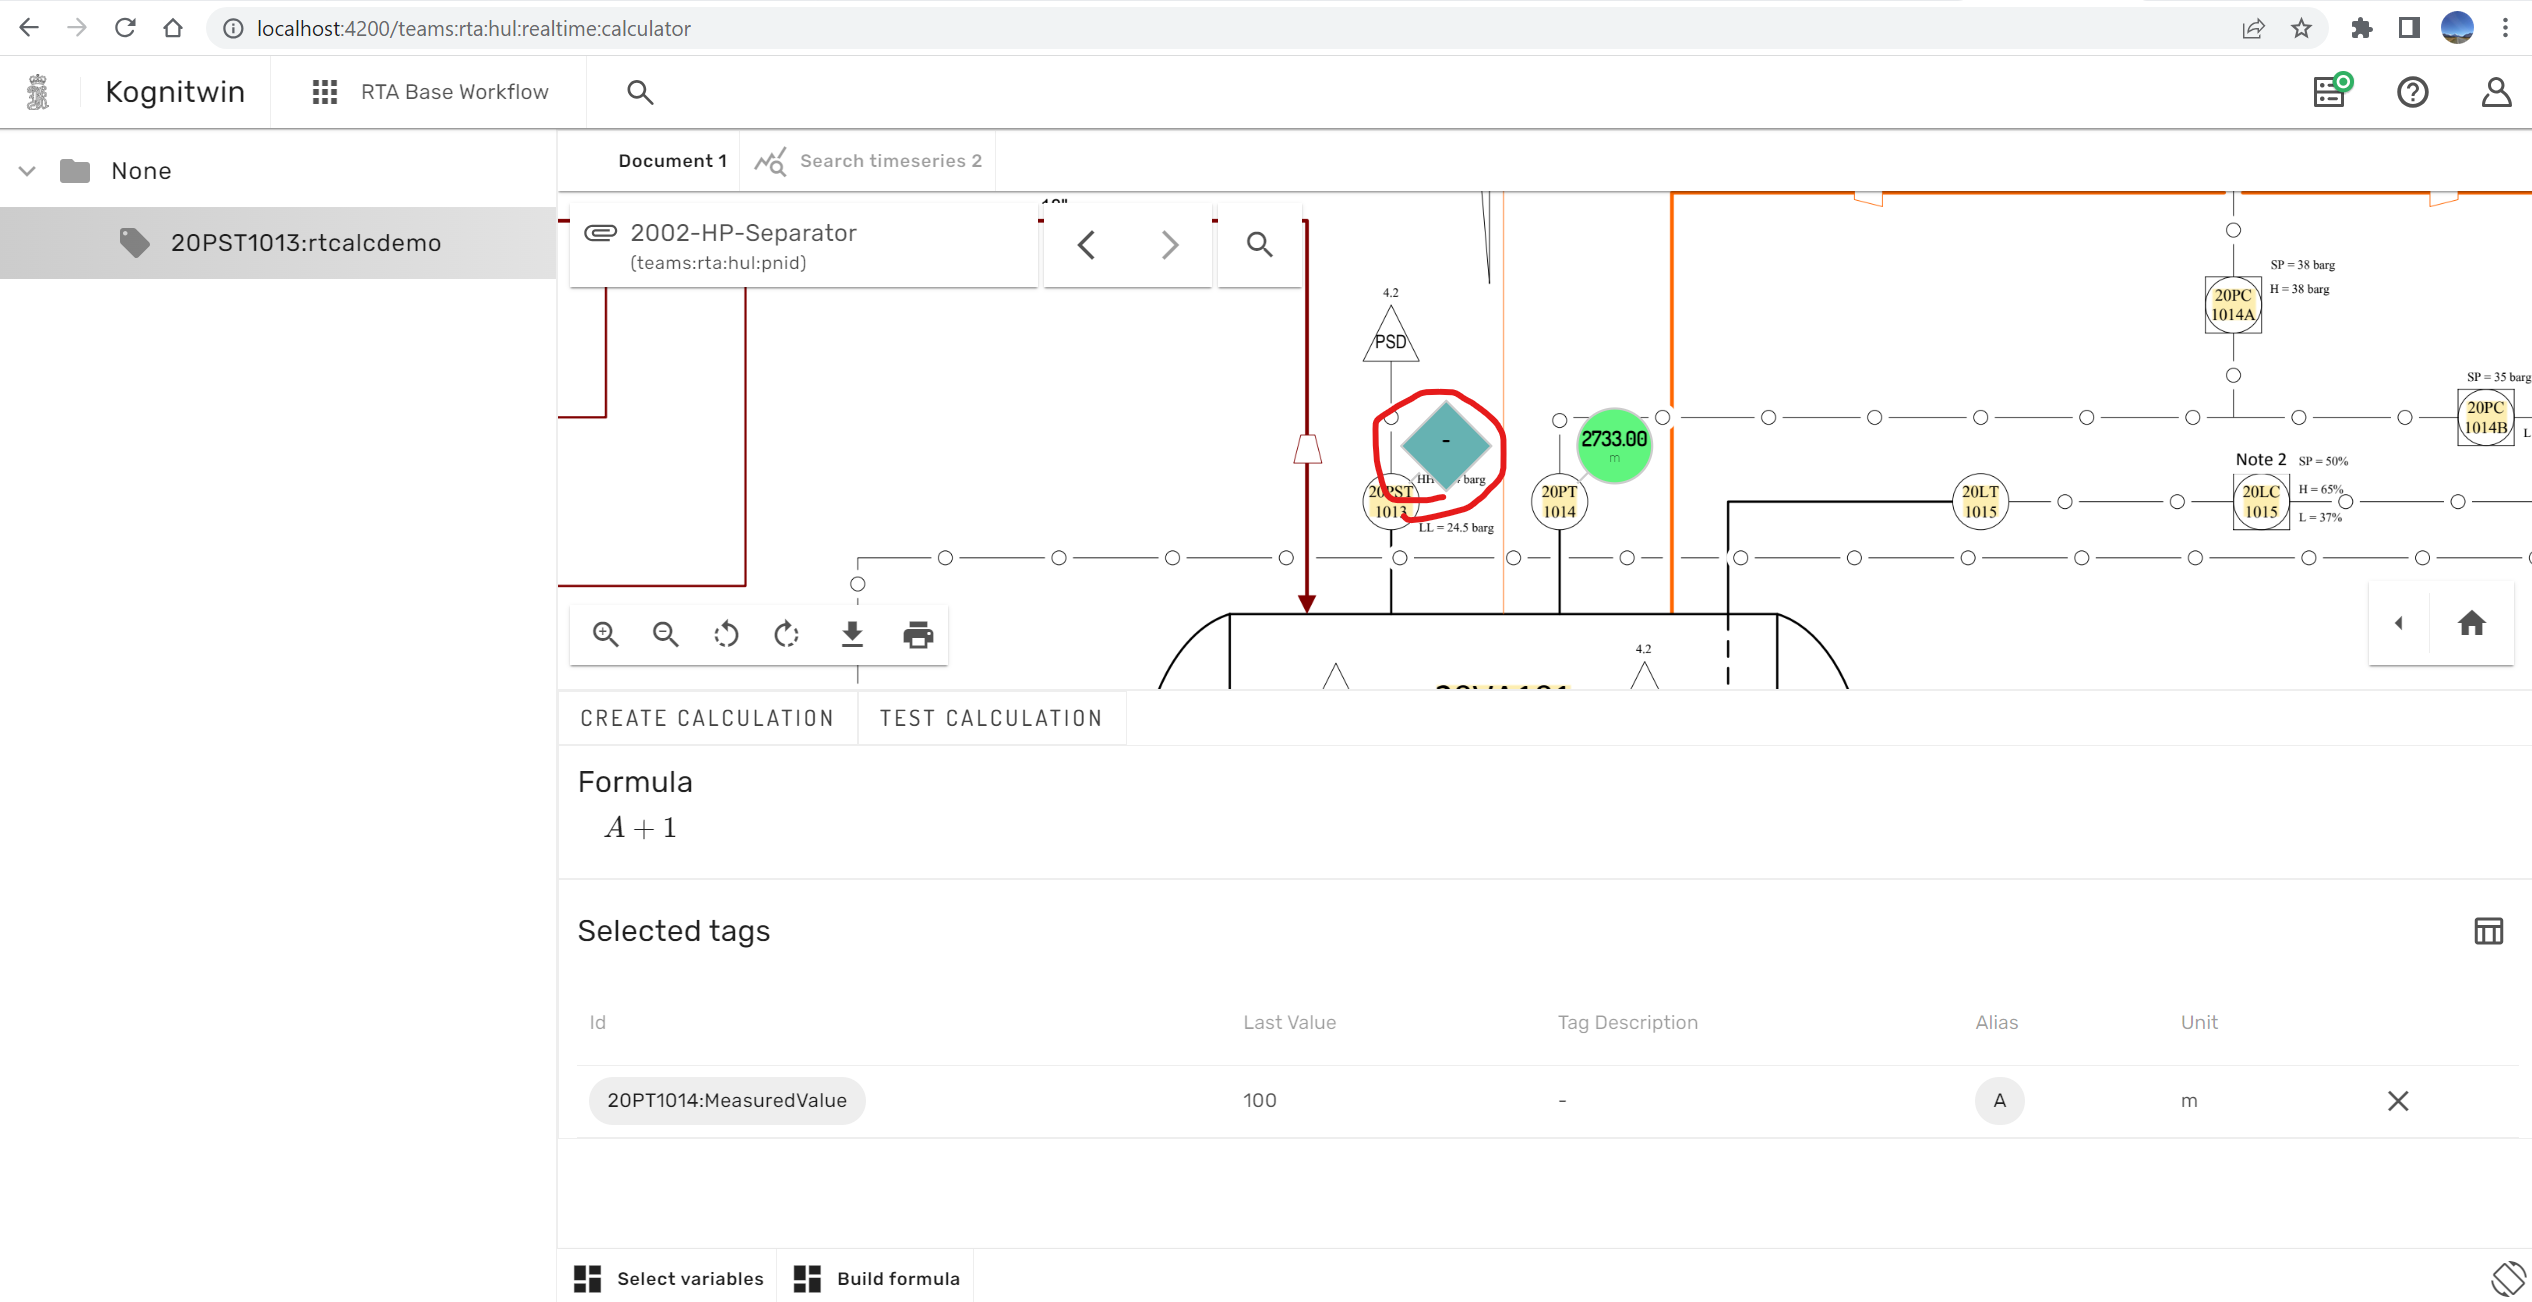 localhost:4200/teams:rta:hul:realtime:calculator
Kognitwin
RTA Base Workflow
None
20PST1013:rtcalcdemo
Document 1
Search timeseries 2
2002-HP-Separator
(teams:rta:hul:pnid)
4.2
PSD
-
HH
barg
20PST
1013
LL = 24.5 barg
2733.00
m
20PT
1014
SP = 38 barg
H = 38 barg
20PC
1014A
SP = 35 barg
20PC
1014B
L
Note 2
SP = 50%
20LT
1015
20LC
1015
H = 65%
L = 37%
4.2
CREATE CALCULATION
TEST CALCULATION
Formula
A + 1
Selected tags
Id
Last Value
Tag Description
Alias
Unit
20PT1014:MeasuredValue
100
-
A
m
Select variables
Build formula